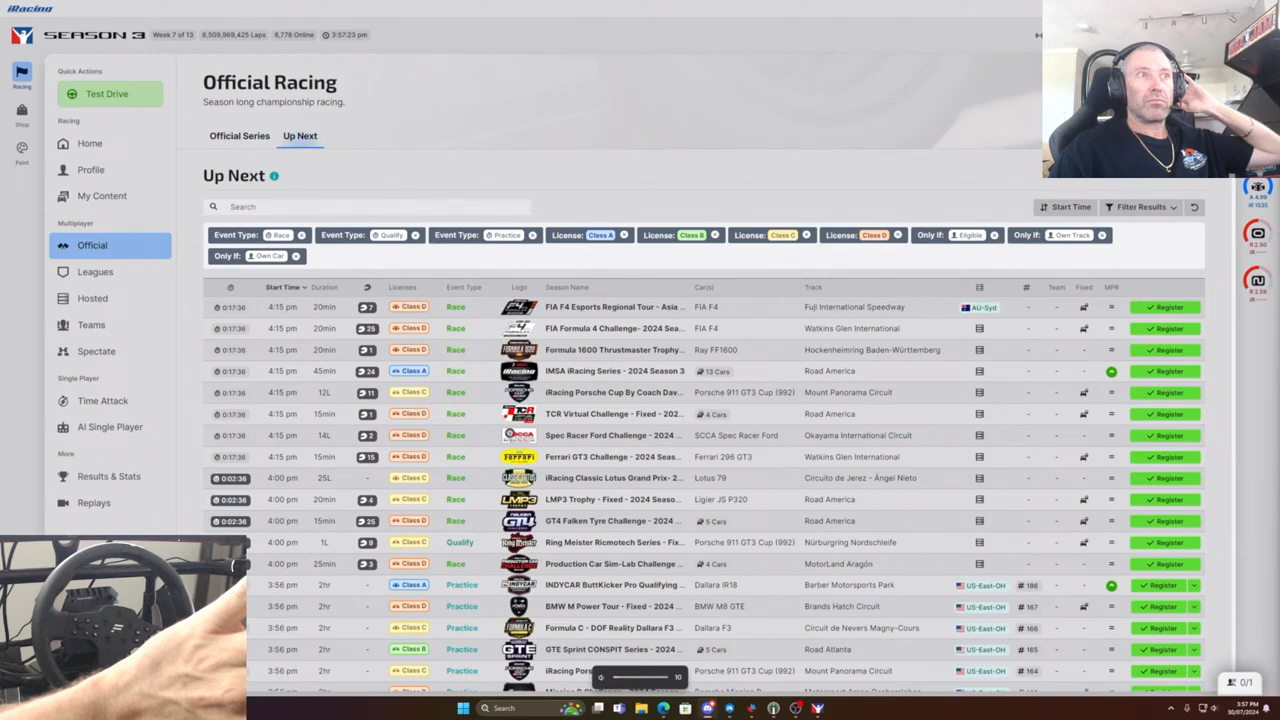 iRacing
SEASON 3 Week 7 of 13 6,509,969,425 Laps 6,778 Online 3:57:23 pm
Racing
Shop
Paint
Quick Actions
Test Drive
Racing
Home
Profile
My Content
Multiplayer
Official
Leagues
Hosted
Teams
Spectate
Single Player
Time Attack
AI Single Player
More
Results & Stats
Replays
Official Racing
Season long championship racing.
Official Series Up Next
Up Next
Search Start Time Filter Results
Event Type: Race Event Type: Qualify Event Type: Practice License: Class A License: Class B License: Class C License: Class D Only If: Eligible Only If: Own Track
Only If: Own Car
Start Time Duration Licenses Event Type Logo Season Name Car(s) Track # Team Fixed MPR
0:17:36 4:15 pm 20min 7 Class D Race FIA F4 Esports Regional Tour - Asia ... FIA F4 Fuji International Speedway AU-Syd - - = Register
0:17:36 4:15 pm 20min 25 Class D Race FIA Formula 4 Challenge- 2024 Sea... FIA F4 Watkins Glen International - - = Register
0:17:36 4:15 pm 20min 1 Class D Race Formula 1600 Thrustmaster Trophy... Ray FF1600 Hockenheimring Baden-Württemberg - - = Register
0:17:36 4:15 pm 45min 24 Class A Race IMSA iRacing Series - 2024 Season 3 13 Cars Road America - - - Register
0:17:36 4:15 pm 12L 11 Class C Race iRacing Porsche Cup By Coach Dav... Porsche 911 GT3 Cup (992) Mount Panorama Circuit - - = Register
0:17:36 4:15 pm 15min 1 Class D Race TCR Virtual Challenge - Fixed - 202... 4 Cars Road America - - = Register
0:17:36 4:15 pm 14L 2 Class D Race Spec Racer Ford Challenge - 2024 ... SCCA Spec Racer Ford Okayama International Circuit - - = Register
0:17:36 4:15 pm 15min 15 Class D Race Ferrari GT3 Challenge - 2024 Seas... Ferrari 296 GT3 Watkins Glen International - - = Register
0:02:36 4:00 pm 25L - Class C Race iRacing Classic Lotus Grand Prix- 2... Lotus 79 Circuito de Jerez - Ángel Nieto - - - = Register
0:02:36 4:00 pm 15min 4 Class C Race LMP3 Trophy - Fixed - 2024 Seaso... Ligier JS P320 Road America - - = Register
0:02:36 4:00 pm 15min 25 Class D Race GT4 Falken Tyre Challenge - 2024 ... 5 Cars Road America - - = Register
4:00 pm 1L 9 Class C Qualify Ring Meister Ricmotech Series - Fix... Porsche 911 GT3 Cup (992) Nürburgring Nordschleife - - = Register
4:00 pm 25min 3 Class D Race Production Car Sim-Lab Challenge ... 4 Cars MotorLand Aragón - - = Register
3:56 pm 2hr - Class A Practice INDYCAR ButtKicker Pro Qualifying ... Dallara IR18 Barber Motorsports Park US-East-OH # 186 - - Register
3:56 pm 2hr - Class D Practice BMW M Power Tour - Fixed - 2024 ... BMW M8 GTE Brands Hatch Circuit US-East-OH # 167 - = Register
3:56 pm 2hr - Class C Practice Formula C - DOF Reality Dallara F3 ... Dallara F3 Circuit de Nevers Magny-Cours US-East-OH # 166 - = Register
3:56 pm 2hr - Class B Practice GTE Sprint CONSPIT Series - 2024 ... 5 Cars Road Atlanta US-East-OH # 165 - - = Register
3:56 pm 2hr - Class C Practice iRacing Por Porsche 911 GT3 Cup (992) Mount Panorama Circuit US-East-OH # 164 - = Register
10
A 4.99
iR 1535
R 2.50
R 2.59
0/1
Search
3:57 PM
30/07/2024